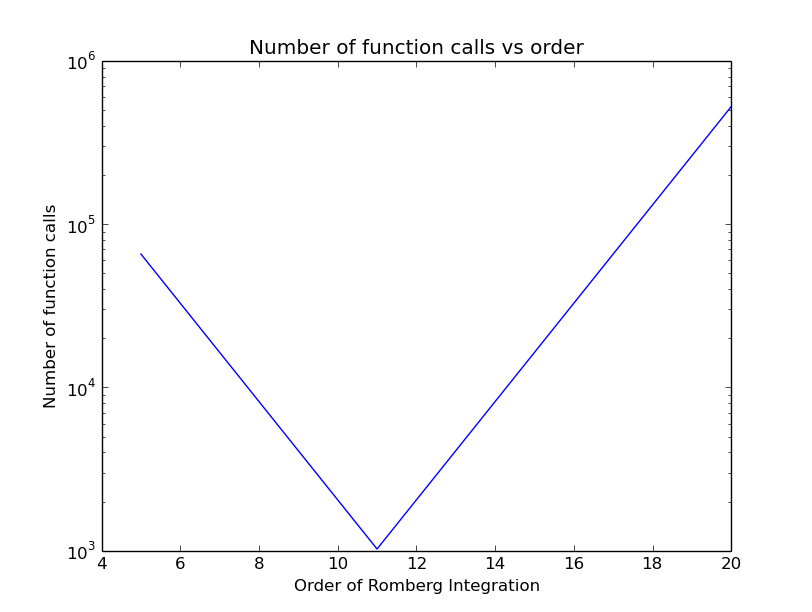 Number of function calls vs order
10^6
10^5
10^4
10^3
Number of function calls
4 6 8 10 12 14 16 18 20
Order of Romberg Integration